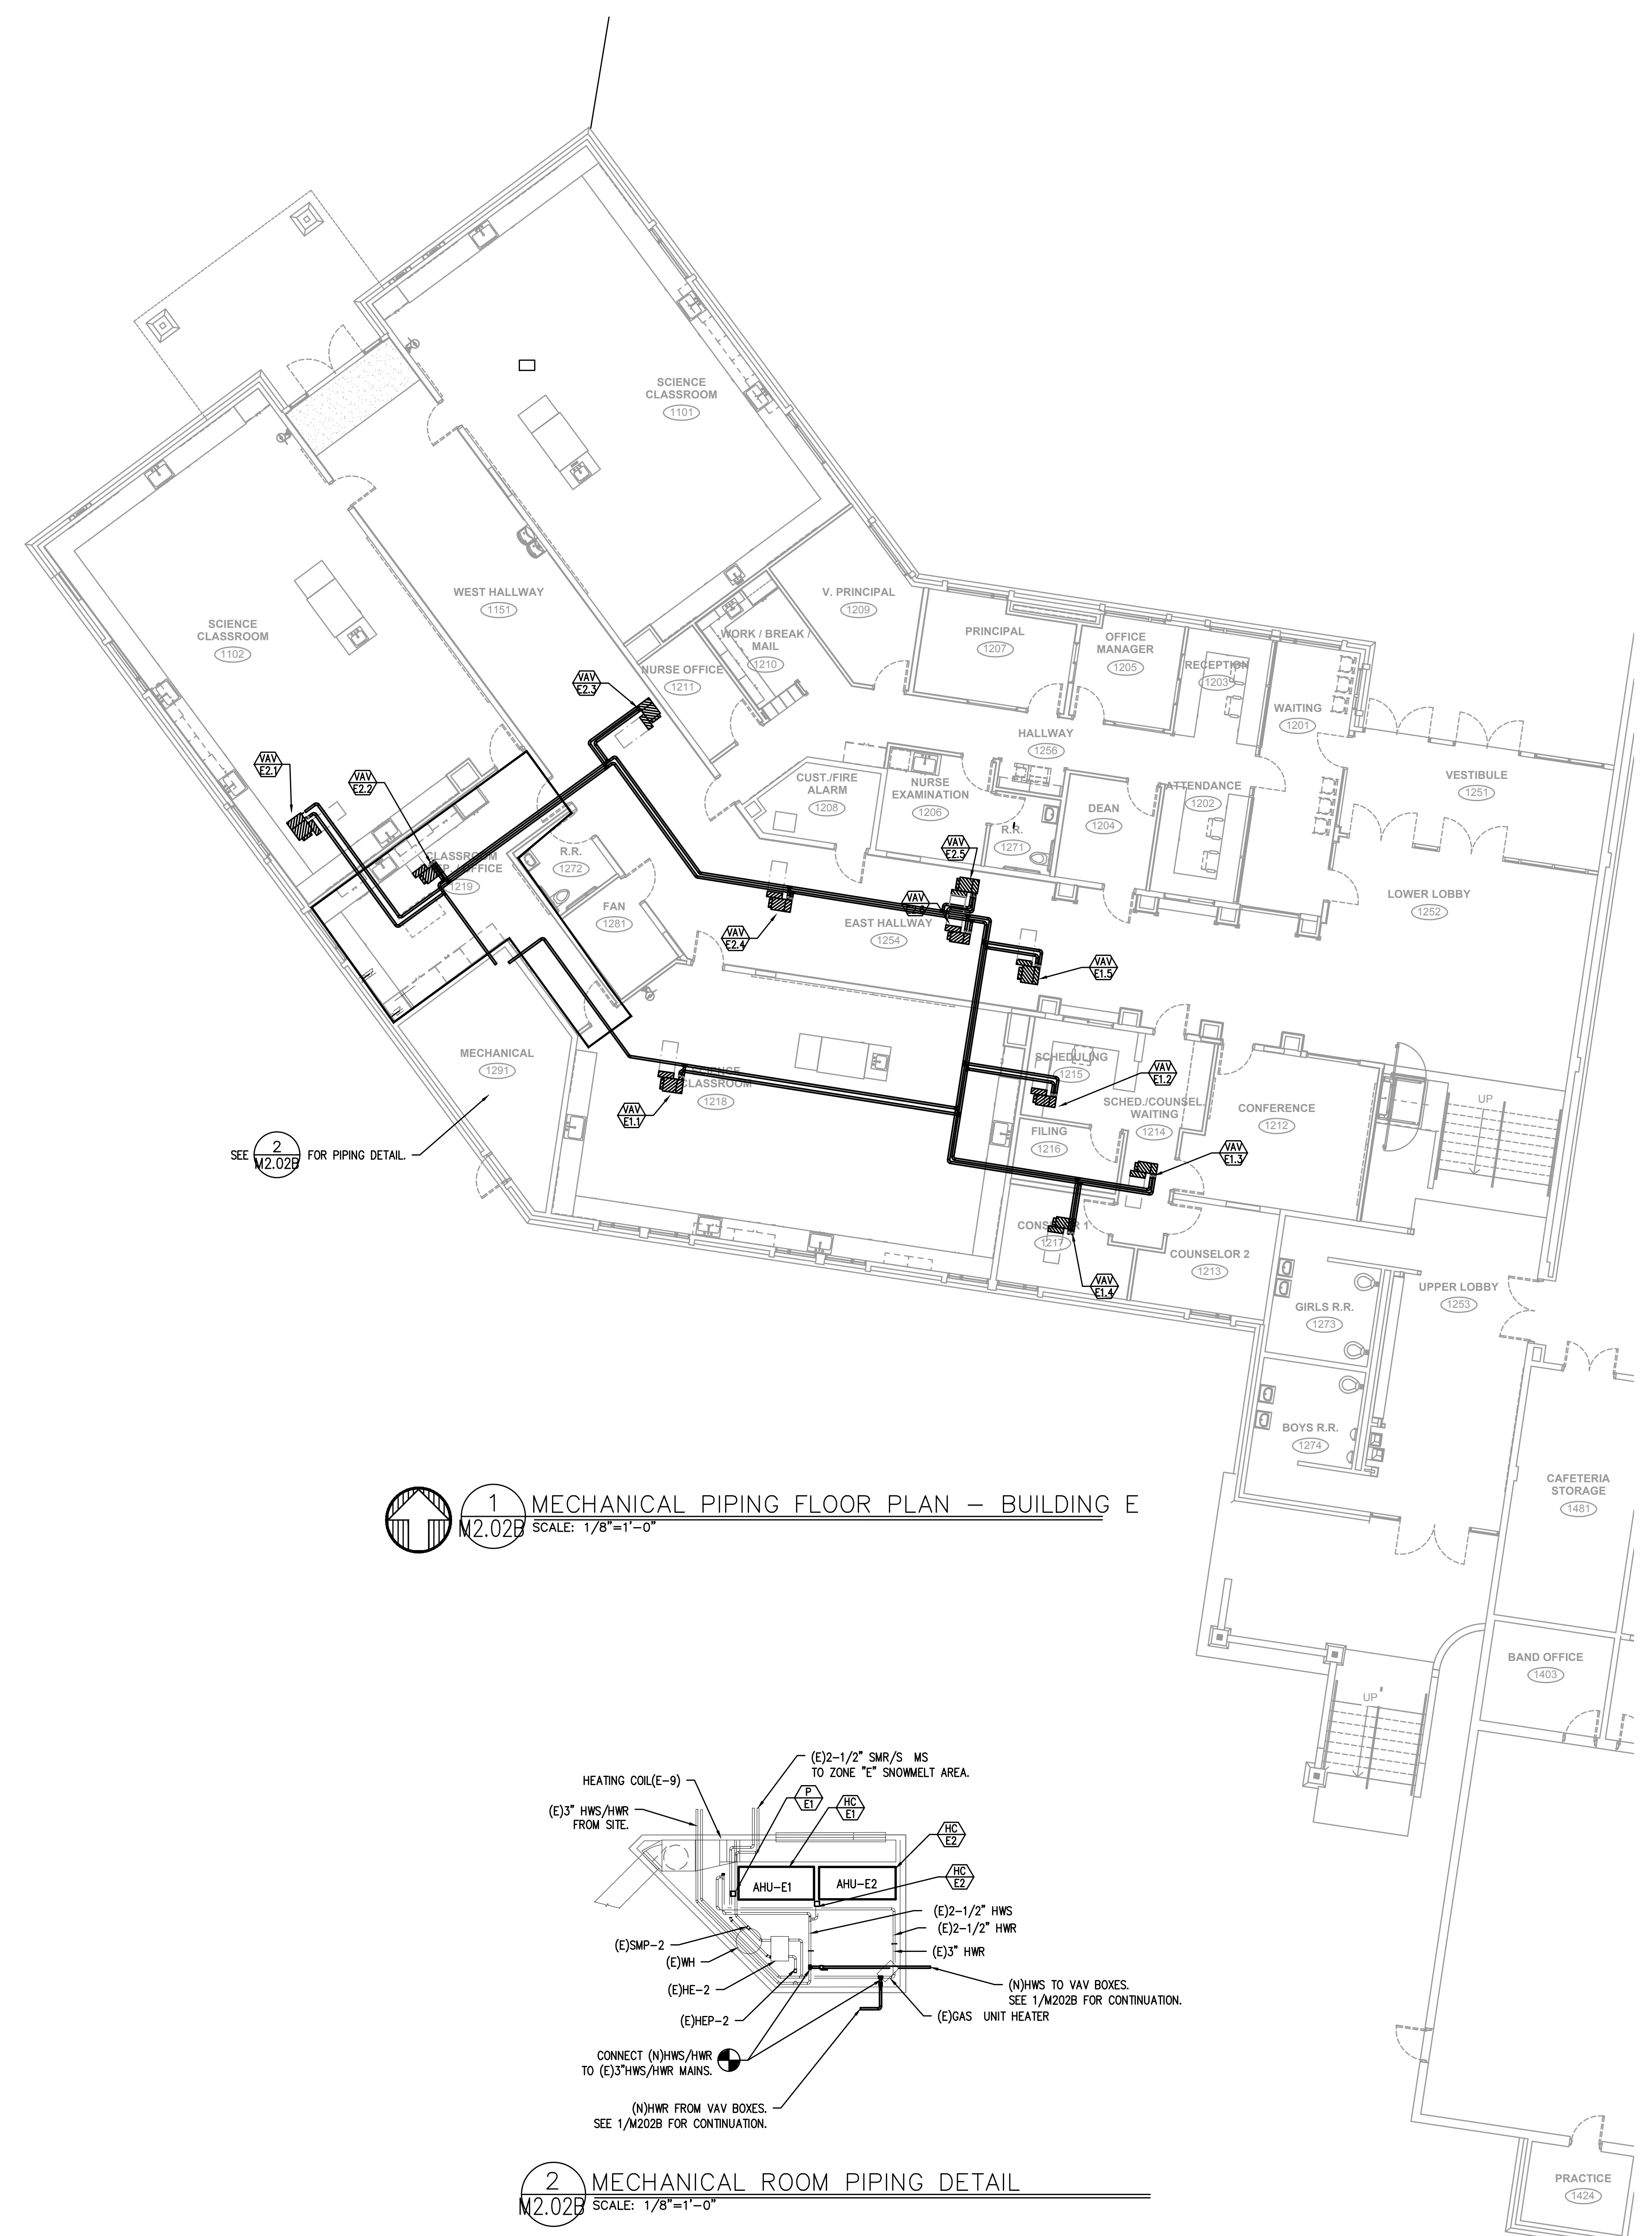 SCIENCE
CLASSROOM
1101
WEST HALLWAY
1151
SCIENCE
CLASSROOM
1102
V. PRINCIPAL
1209
WORK / BREAK /
MAIL
1210
NURSE OFFICE
1211
PRINCIPAL
1207
OFFICE
MANAGER
1205
RECEPTION
1203
WAITING
1201
HALLWAY
1256
VESTIBULE
1251
CUST./FIRE
ALARM
1208
NURSE
EXAMINATION
1206
R.R.
1271
DEAN
1204
ATTENDANCE
1202
LOWER LOBBY
1252
VAV
E2.3
VAV
E2.1
VAV
E2.2
CLASSROOM
OFFICE
1219
R.R.
1272
FAN
1281
VAV
E2.4
VAV
E2.5
VAV
EAST HALLWAY
1254
VAV
E1.5
MECHANICAL
1291
SCIENCE
CLASSROOM
1218
VAV
E1.1
SCHEDULING
1215
VAV
E1.2
SCHED./COUNSEL.
WAITING
1214
FILING
1216
CONFERENCE
1212
VAV
E1.3
UP
SEE 2
M2.02B
FOR PIPING DETAIL.
1
1217
VAV
E1.4
COUNSELOR 2
1213
GIRLS R.R.
1273
UPPER LOBBY
1253
BOYS R.R.
1274
CAFETERIA
STORAGE
1481
BAND OFFICE
1403
UP
PRACTICE
1424
1
M2.02B
MECHANICAL PIPING FLOOR PLAN – BUILDING E
SCALE: 1/8"=1'-0"
(E)2-1/2" SMR/S MS
TO ZONE "E" SNOWMELT AREA.
HEATING COIL(E-9)
P
E1
HC
E1
(E)3" HWS/HWR
FROM SITE.
HC
E2
HC
E2
AHU-E1
AHU-E2
(E)2-1/2" HWS
(E)2-1/2" HWR
(E)3" HWR
(E)SMP-2
(E)WH
(E)HE-2
(E)HEP-2
(N)HWS TO VAV BOXES.
SEE 1/M202B FOR CONTINUATION.
(E)GAS UNIT HEATER
CONNECT (N)HWS/HWR
TO (E)3"HWS/HWR MAINS.
(N)HWR FROM VAV BOXES.
SEE 1/M202B FOR CONTINUATION.
2
M2.02B
MECHANICAL ROOM PIPING DETAIL
SCALE: 1/8"=1'-0"